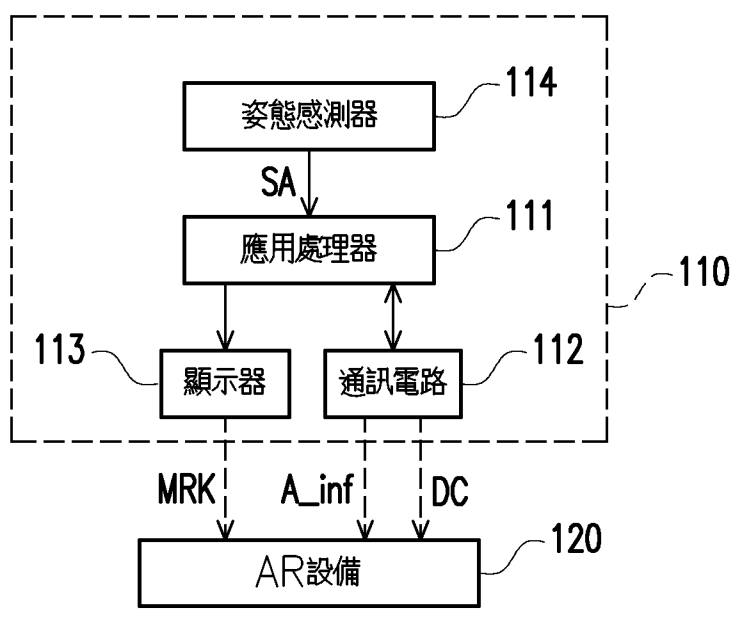 114
姿態感測器
SA
111
應用處理器
110
113
112
顯示器
通訊電路
MRK
A_inf
DC
120
AR設備